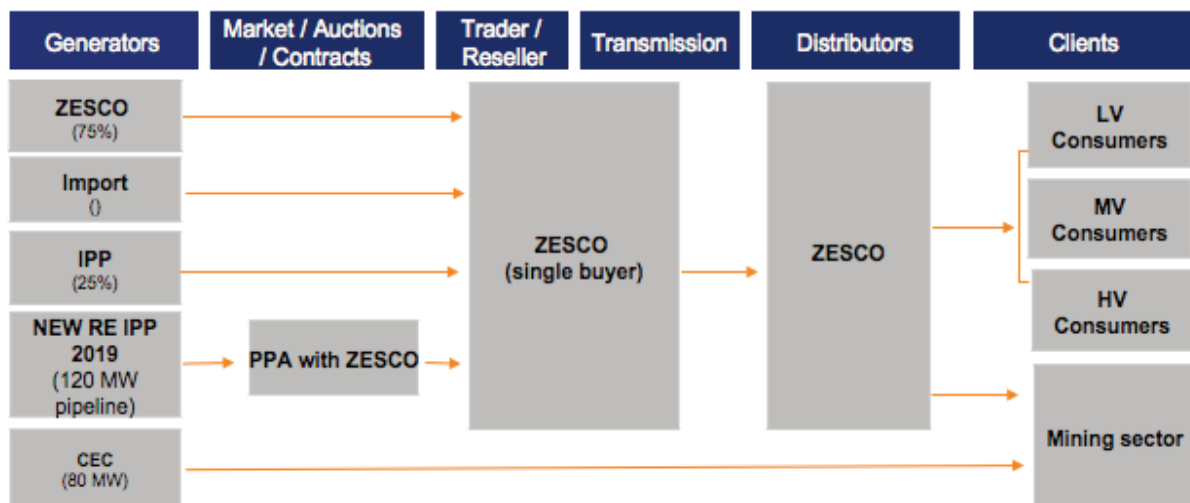 Generators
Market / Auctions
/ Contracts
Trader /
Reseller
Transmission
Distributors
Clients
ZESCO
(75%)
Import
()
IPP
(25%)
NEW RE IPP
2019
(120 MW
pipeline)
CEC
(80 MW)
PPA with ZESCO
ZESCO
(single buyer)
ZESCO
LV
Consumers
MV
Consumers
HV
Consumers
Mining sector